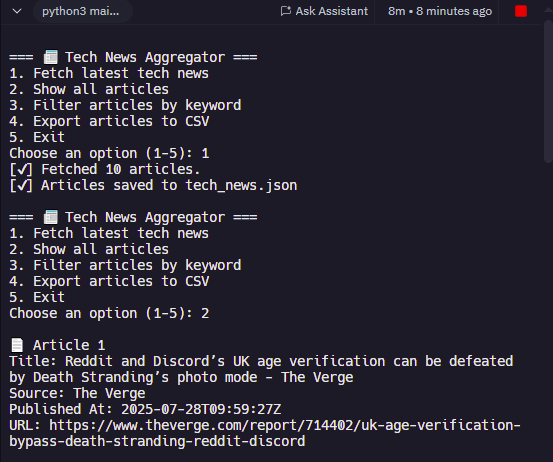 python3 mai...
Ask Assistant
8m • 8 minutes ago
=== 📰 Tech News Aggregator ===
1. Fetch latest tech news
2. Show all articles
3. Filter articles by keyword
4. Export articles to CSV
5. Exit
Choose an option (1-5): 1
[✔] Fetched 10 articles.
[✔] Articles saved to tech_news.json
=== 📰 Tech News Aggregator ===
1. Fetch latest tech news
2. Show all articles
3. Filter articles by keyword
4. Export articles to CSV
5. Exit
Choose an option (1-5): 2
📄 Article 1
Title: Reddit and Discord’s UK age verification can be defeated
by Death Stranding’s photo mode - The Verge
Source: The Verge
Published At: 2025-07-28T09:59:27Z
URL: https://www.theverge.com/report/714402/uk-age-verification-
bypass-death-stranding-reddit-discord